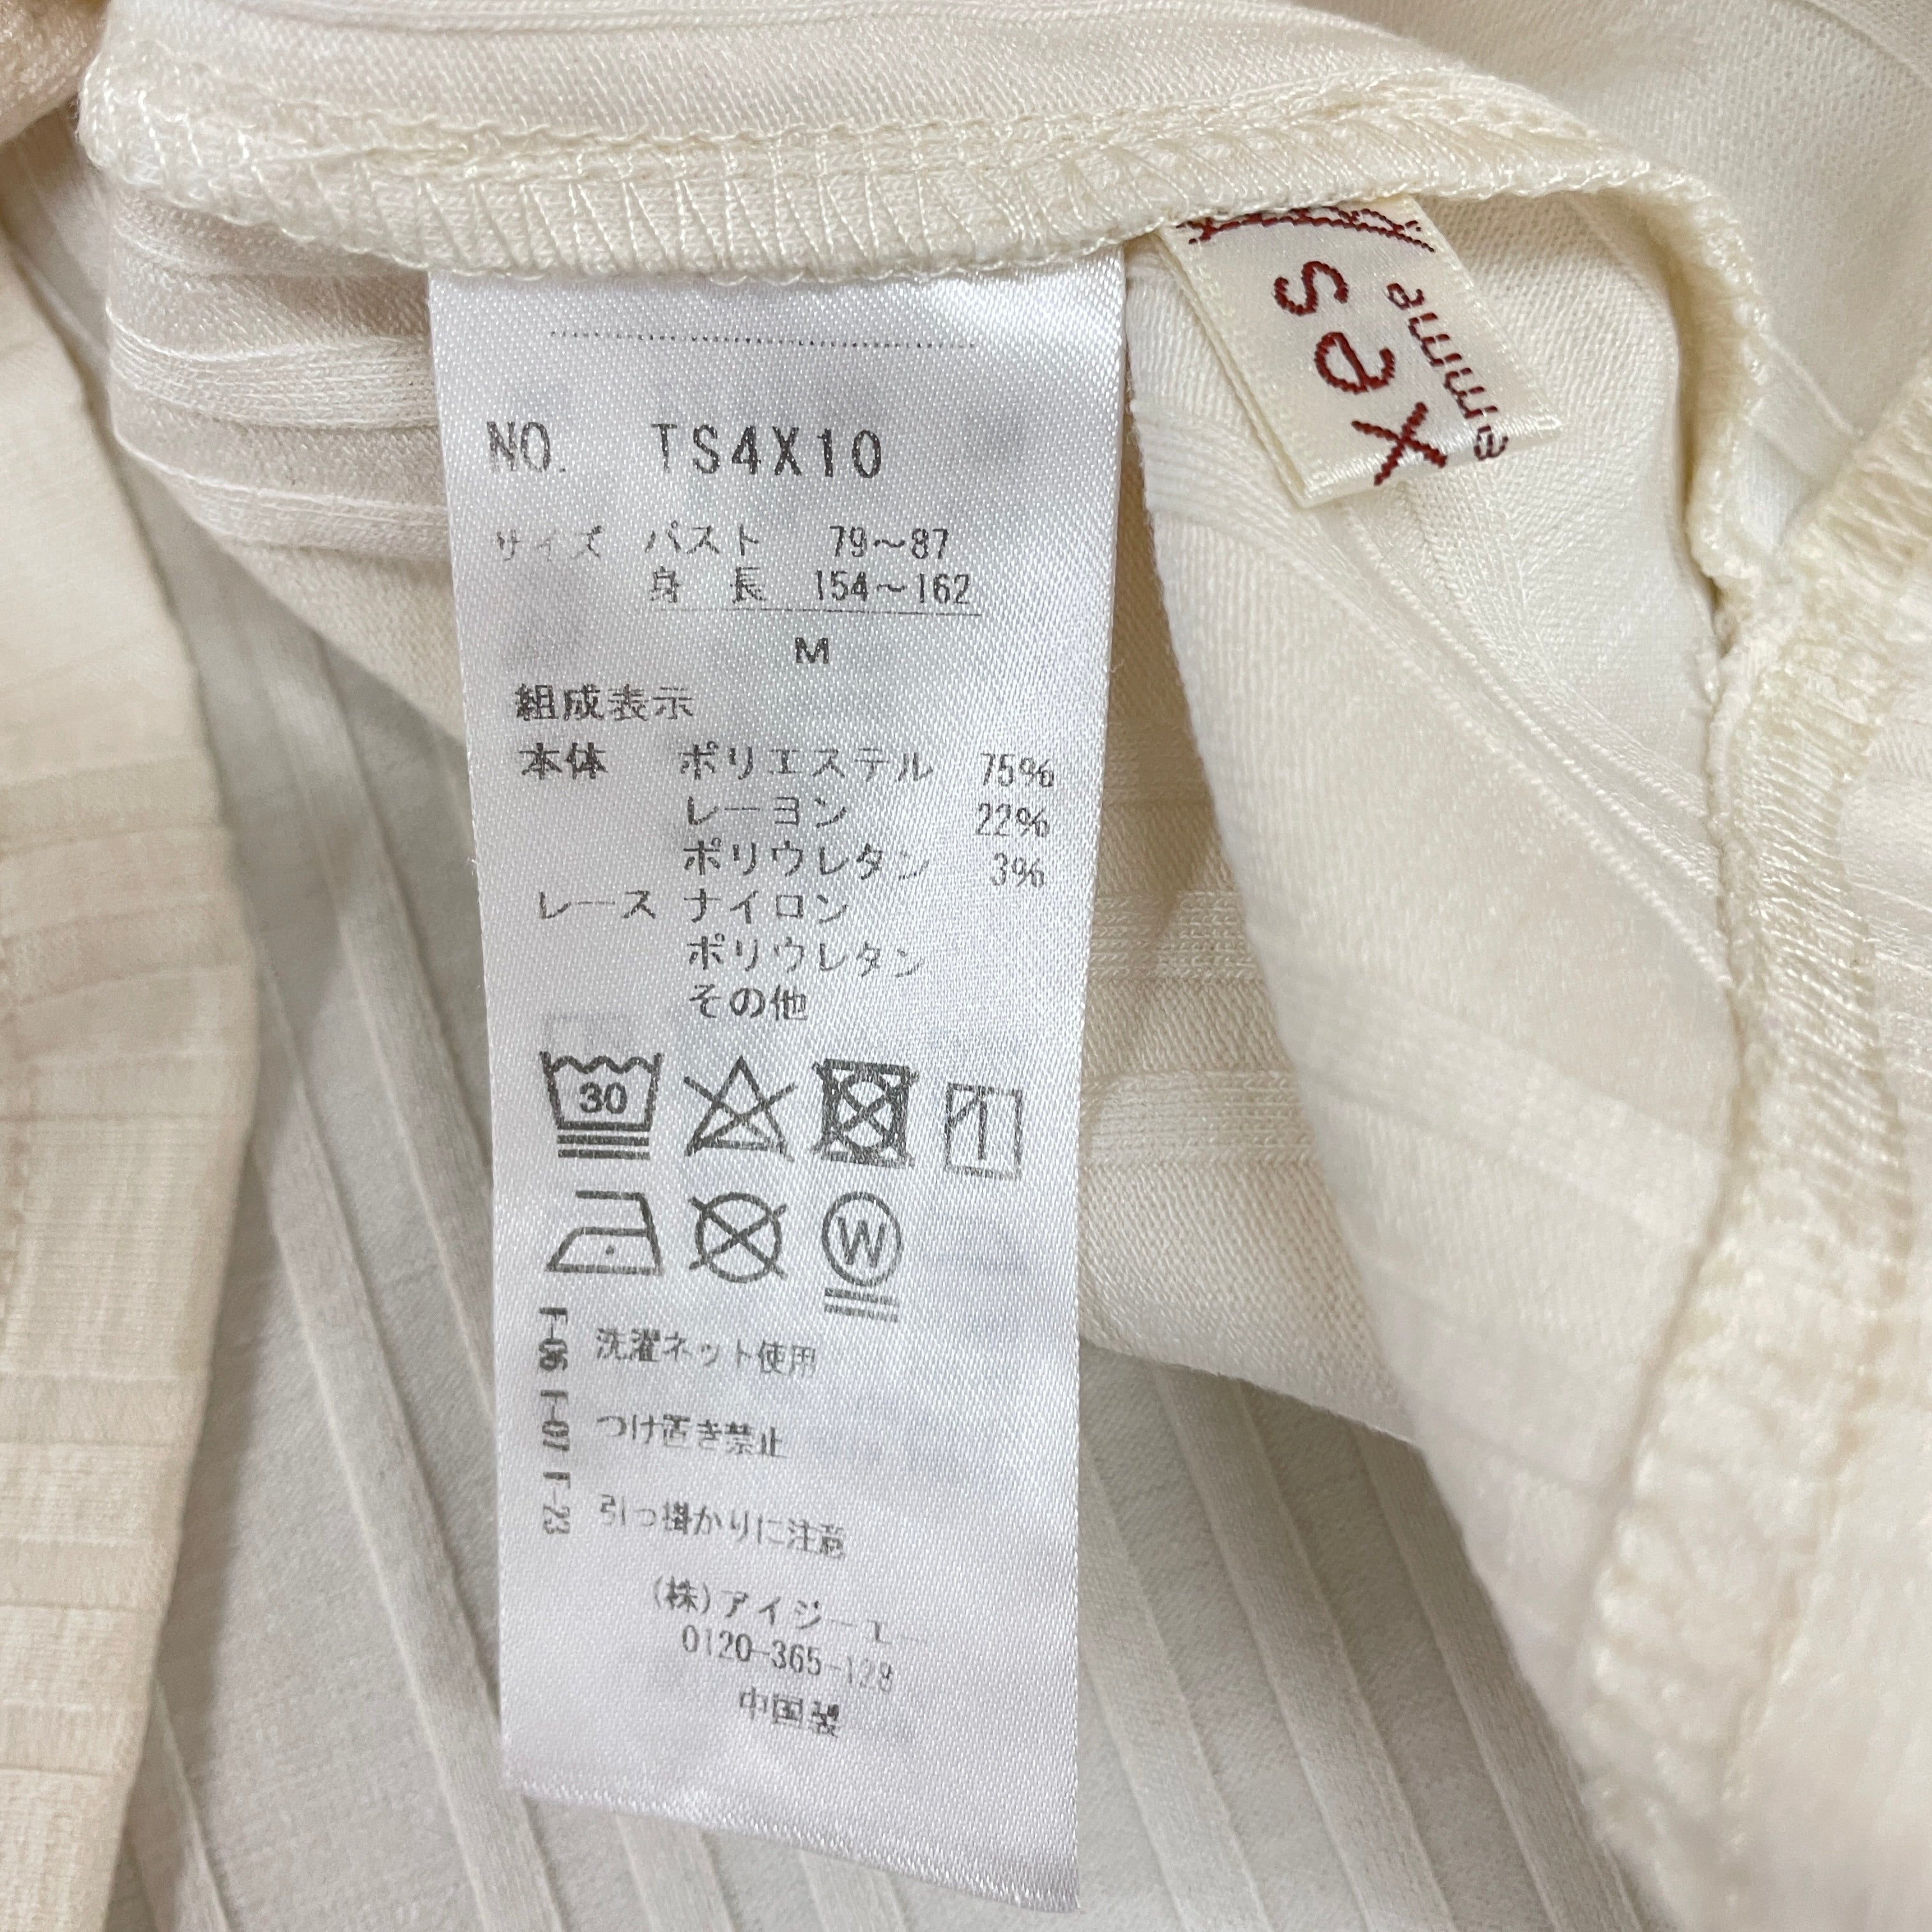 NO. TS4X10
サイズ バスト 79～87
身長 154～162
M
組成表示
本体 ポリエステル 75%
レーヨン 22%
ポリウレタン 3%
レース ナイロン
ポリウレタン
その他
30
W
F-06 洗濯ネット使用
F-07 つけ置き禁止
F-23 引っ掛かりに注意
(株)アイジーエー
0120-365-128
中国製
axes
femme